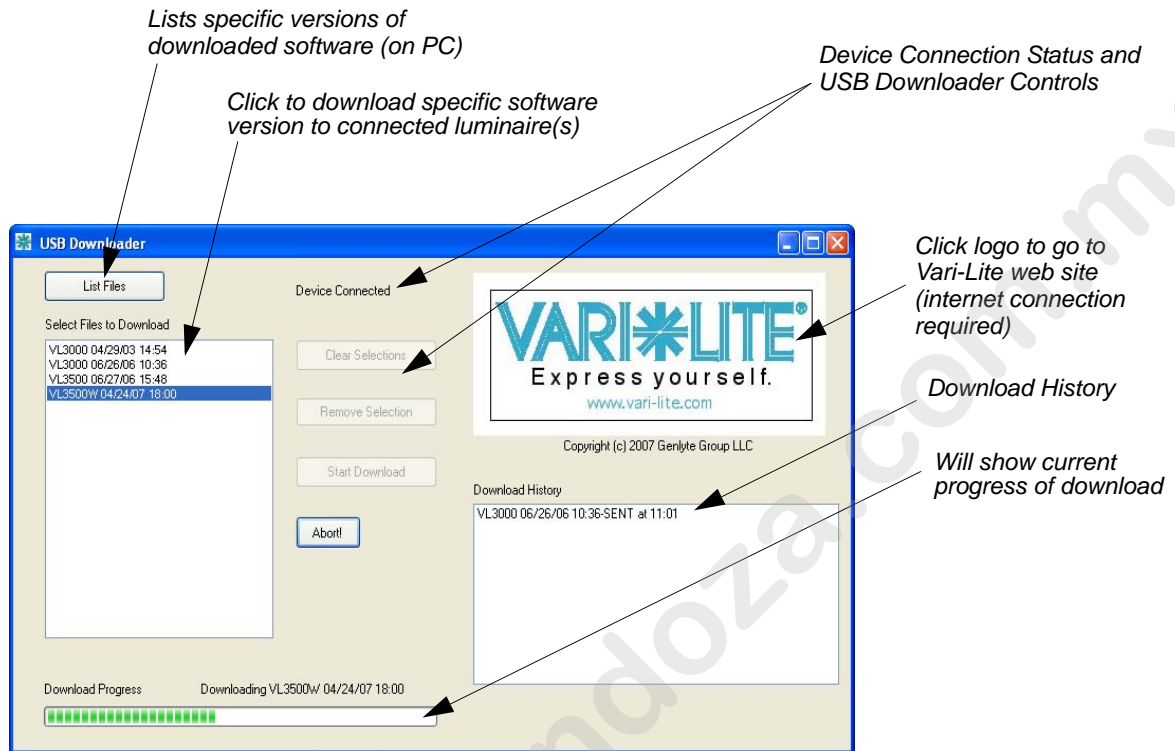 Lists specific versions of
downloaded software (on PC)
Device Connection Status and
USB Downloader Controls
Click to download specific software
version to connected luminaire(s)
USB Downloader
List Files
Device Connected
Select Files to Download
VL3000 04/29/03 14:54
VL3000 06/26/06 10:36
VL3500 06/27/06 15:48
VL3500W 04/24/07 18:00
Clear Selections
Remove Selection
Start Download
Abort!
VARI*LITE®
Express yourself.
www.vari-lite.com
Copyright (c) 2007 Genlyte Group LLC
Download History
VL3000 06/26/06 10:36-SENT at 11:01
Download Progress
Downloading VL3500W 04/24/07 18:00
Click logo to go to
Vari-Lite web site
(internet connection
required)
Download History
Will show current
progress of download
ndoza.com.my